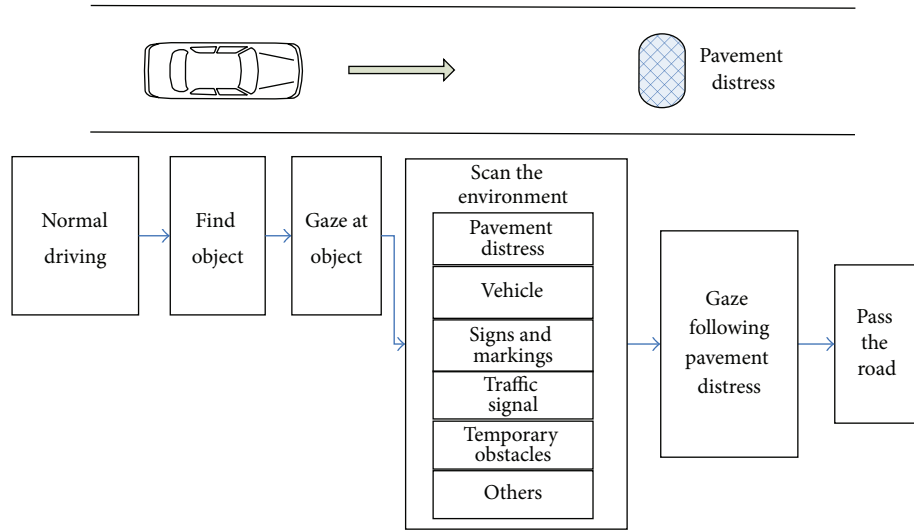 Pavement
distress
Normal
driving
Find
object
Gaze at
object
Scan the
environment
Pavement
distress
Vehicle
Signs and
markings
Traffic
signal
Temporary
obstacles
Others
Gaze
following
pavement
distress
Pass
the
road